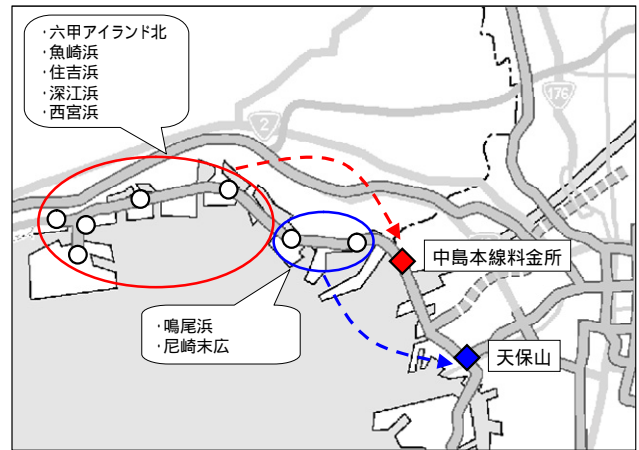 ・六甲アイランド北
・魚崎浜
・住吉浜
・深江浜
・西宮浜
2
176
中島本線料金所
・鳴尾浜
・尼崎末広
天保山